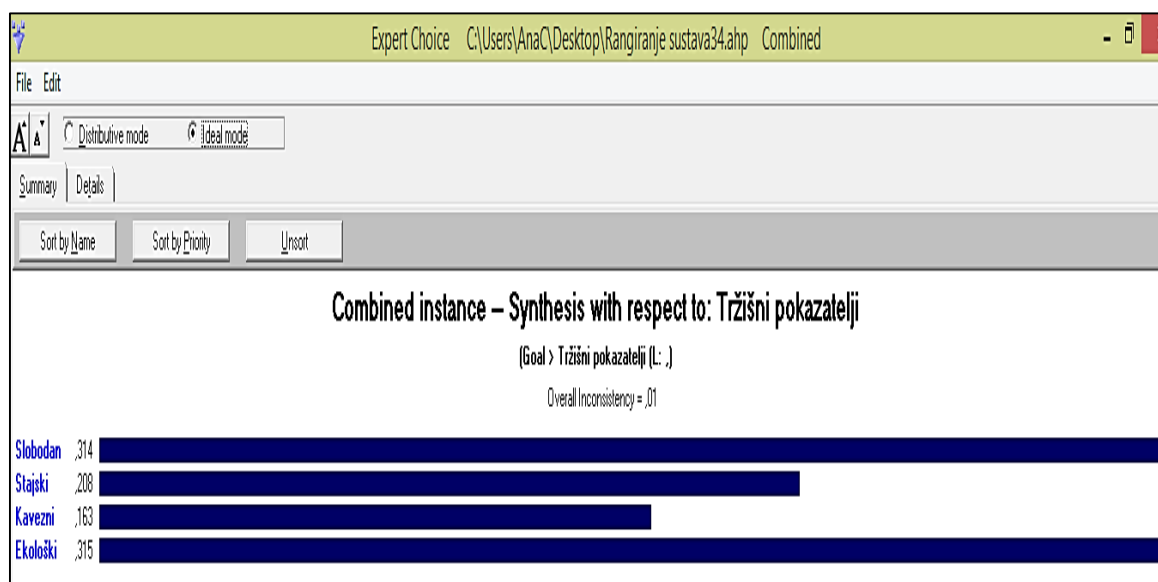 Expert Choice C:\Users\AnaC\Desktop\Rangiranje sustava34.ahp Combined
File Edit
A A Distributive mode Ideal mode
Summary Details
Sort by Name Sort by Priority Unsort
Combined instance – Synthesis with respect to: Tržišni pokazatelji
(Goal > Tržišni pokazatelji (L: ,)
Overall Inconsistency = ,01
Slobodan ,314
Stajski ,208
Kavezni ,163
Ekološki ,315